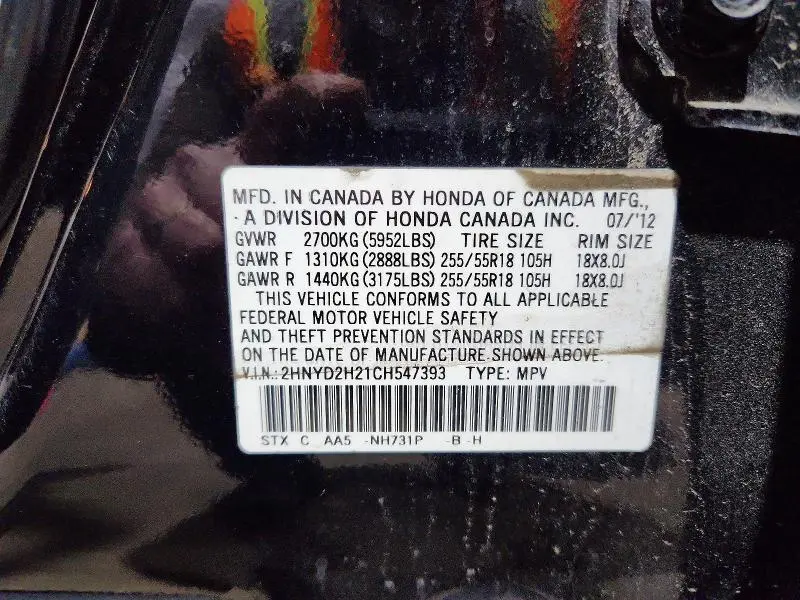 MFD. IN CANADA BY HONDA OF CANADA MFG.,
A DIVISION OF HONDA CANADA INC. 07/'12
GVWR 2700KG (5952LBS) TIRE SIZE RIM SIZE
GAWR F 1310KG (2888LBS) 255/55R18 105H 18X8.0J
GAWR R 1440KG (3175LBS) 255/55R18 105H 18X8.0J
THIS VEHICLE CONFORMS TO ALL APPLICABLE
FEDERAL MOTOR VEHICLE SAFETY
AND THEFT PREVENTION STANDARDS IN EFFECT
ON THE DATE OF MANUFACTURE SHOWN ABOVE.
V.I.N.: 2HNYD2H21CH547393 TYPE: MPV
STX C AA5 -NH731P -B -H